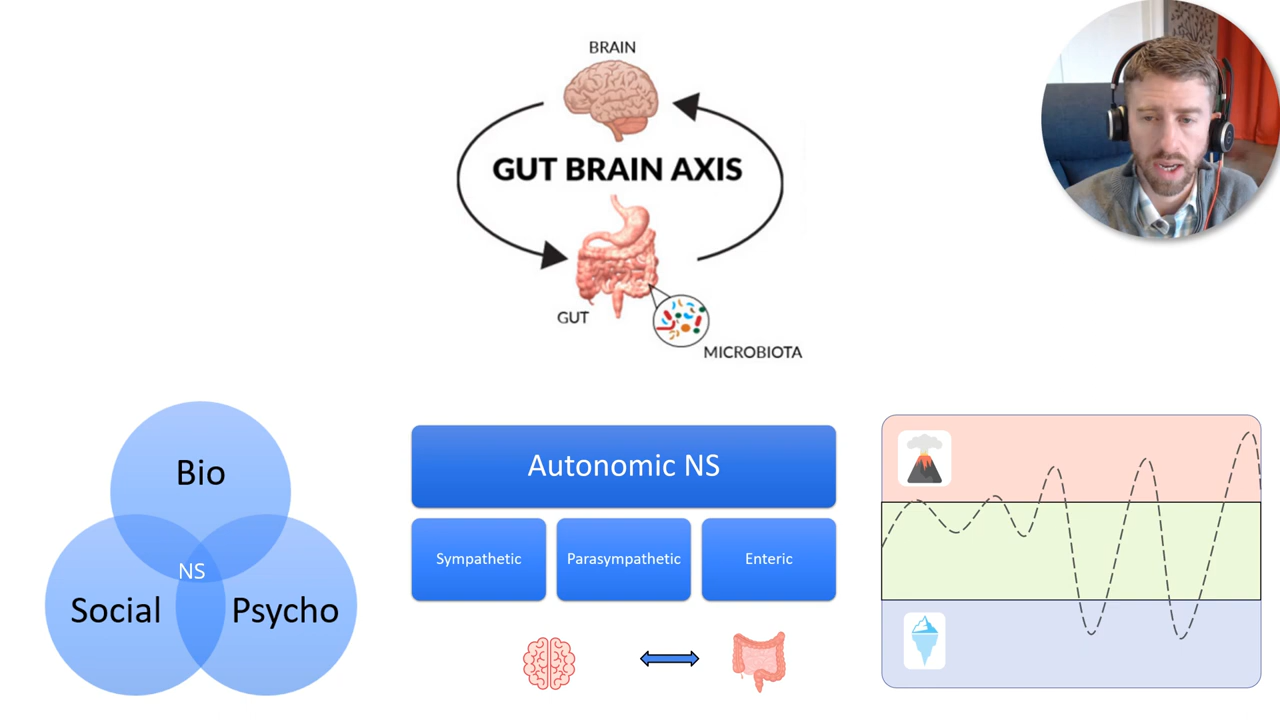 BRAIN
GUT BRAIN AXIS
GUT
MICROBIOTA
Bio
NS
Social
Psycho
Autonomic NS
Sympathetic
Parasympathetic
Enteric